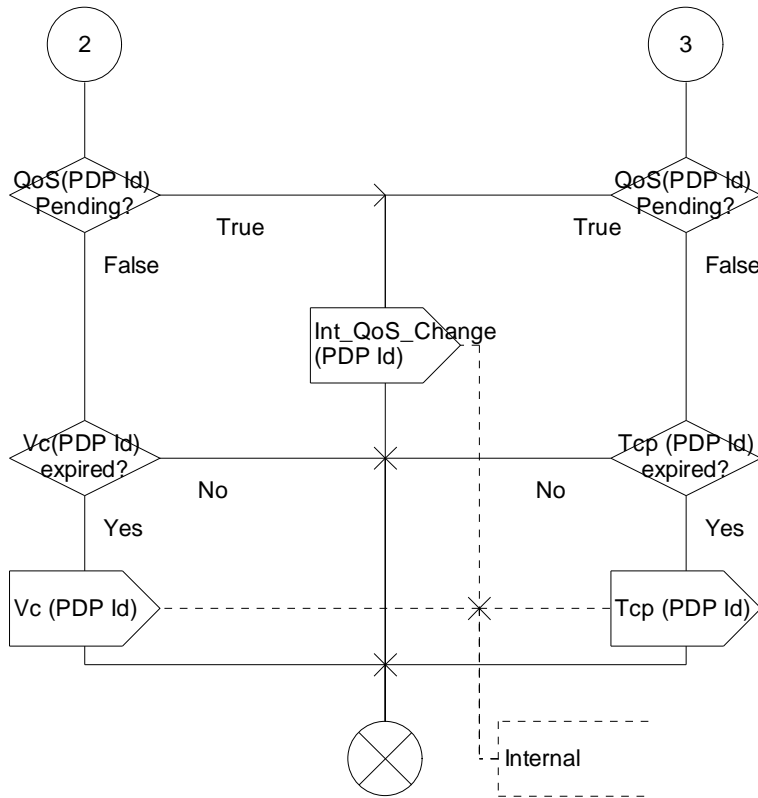 2
3
QoS(PDP Id)
Pending?
QoS(PDP Id)
Pending?
True
True
False
False
Int_QoS_Change
(PDP Id)
Vc(PDP Id)
expired?
Tcp (PDP Id)
expired?
No
No
Yes
Yes
Vc (PDP Id)
Tcp (PDP Id)
Internal